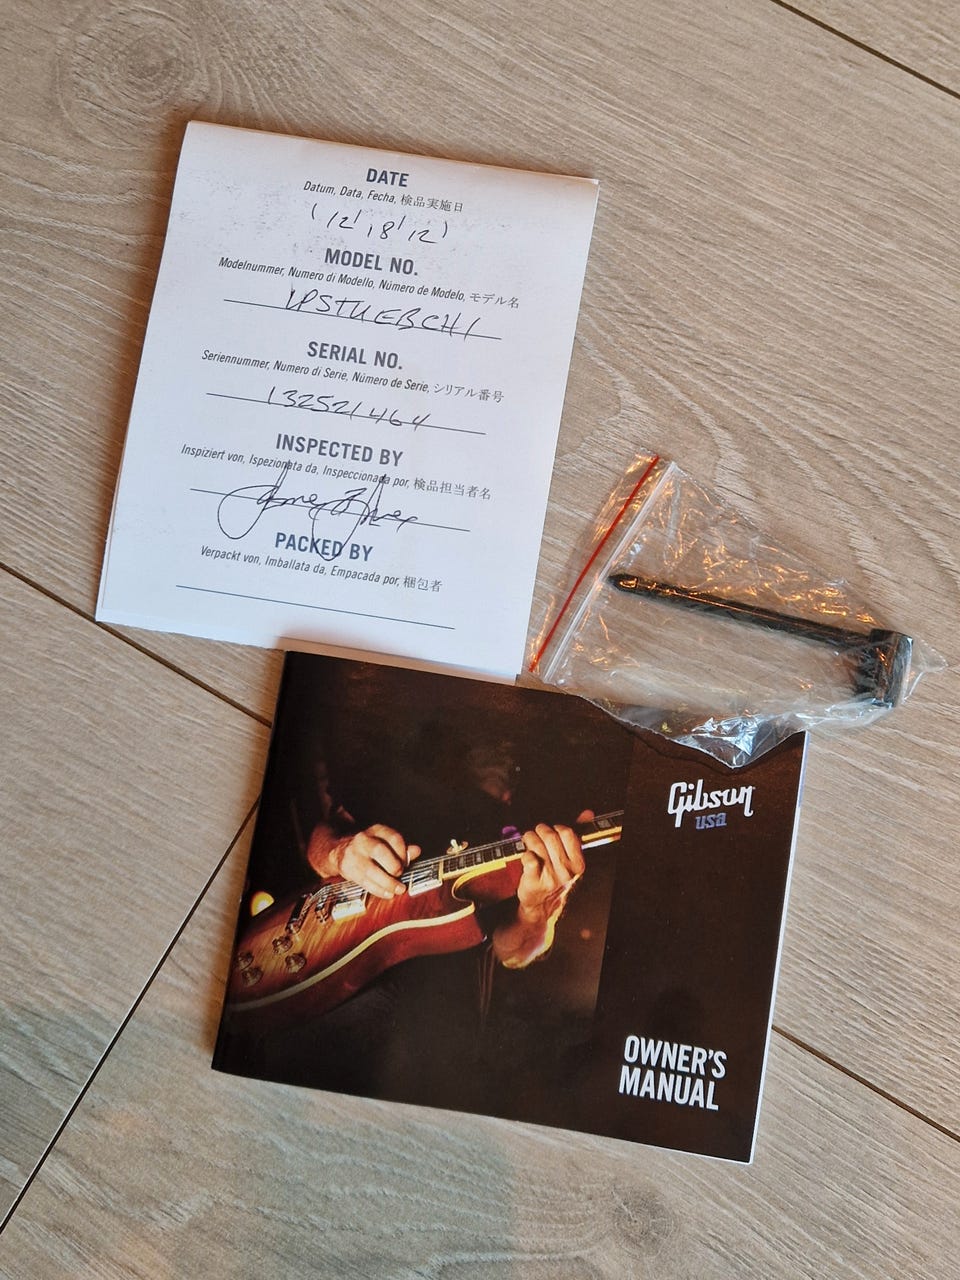 DATE
Datum, Data, Fecha, 検品実施日
12/18/12
MODEL NO.
Modelnummer, Numero di Modello, Número de Modelo, モデル名
LPSTUEBCH1
SERIAL NO.
Seriennummer, Numero di Serie, Número de Serie, シリアル番号
132521464
INSPECTED BY
Inspiziert von, Ispezionata da, Inspeccionada por, 検品担当者名
PACKED BY
Verpackt von, Imballata da, Empacada por, 梱包者
Gibson
usa
OWNER'S
MANUAL